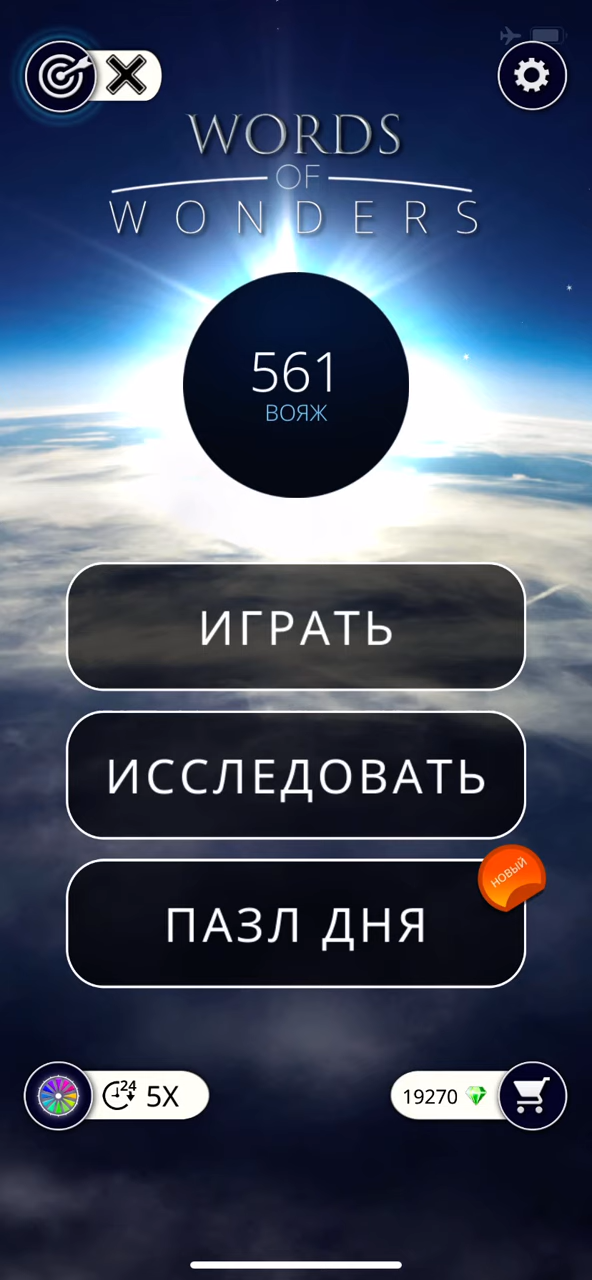 WORDS
OF
WONDERS
561
ВОЯЖ
ИГРАТЬ
ИССЛЕДОВАТЬ
НОВЫЙ
ПАЗЛ ДНЯ
24 5X
19270